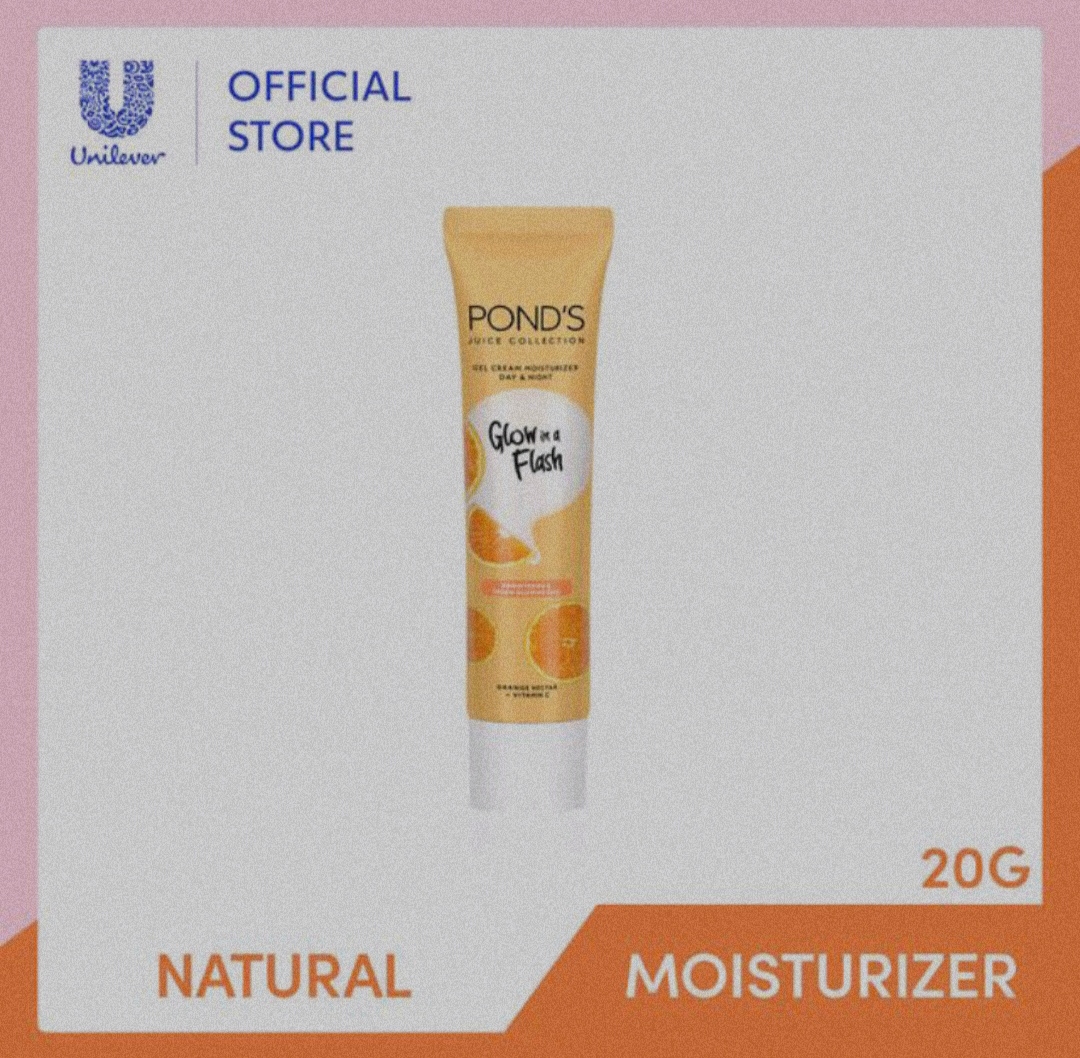 Unilever
OFFICIAL
STORE
POND'S
JUICE COLLECTION
GEL CREAM MOISTURIZER
DAY & NIGHT
Glow in a
Flash
ORANGE NECTAR
+ VITAMIN C
20G
NATURAL
MOISTURIZER